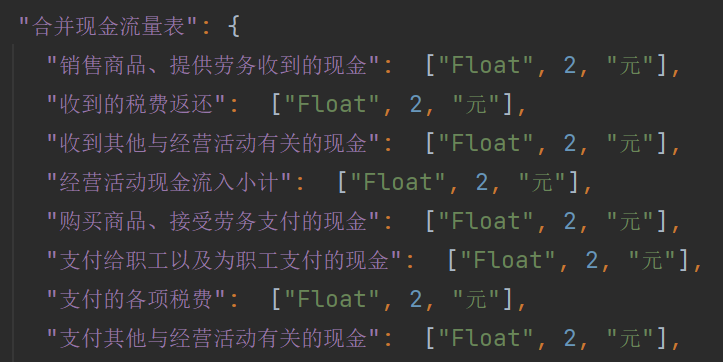 "合并现金流量表": {
"销售商品、提供劳务收到的现金": ["Float", 2, "元"],
"收到的税费返还": ["Float", 2, "元"],
"收到其他与经营活动有关的现金": ["Float", 2, "元"],
"经营活动现金流入小计": ["Float", 2, "元"],
"购买商品、接受劳务支付的现金": ["Float", 2, "元"],
"支付给职工以及为职工支付的现金": ["Float", 2, "元"],
"支付的各项税费": ["Float", 2, "元"],
"支付其他与经营活动有关的现金": ["Float", 2, "元"],